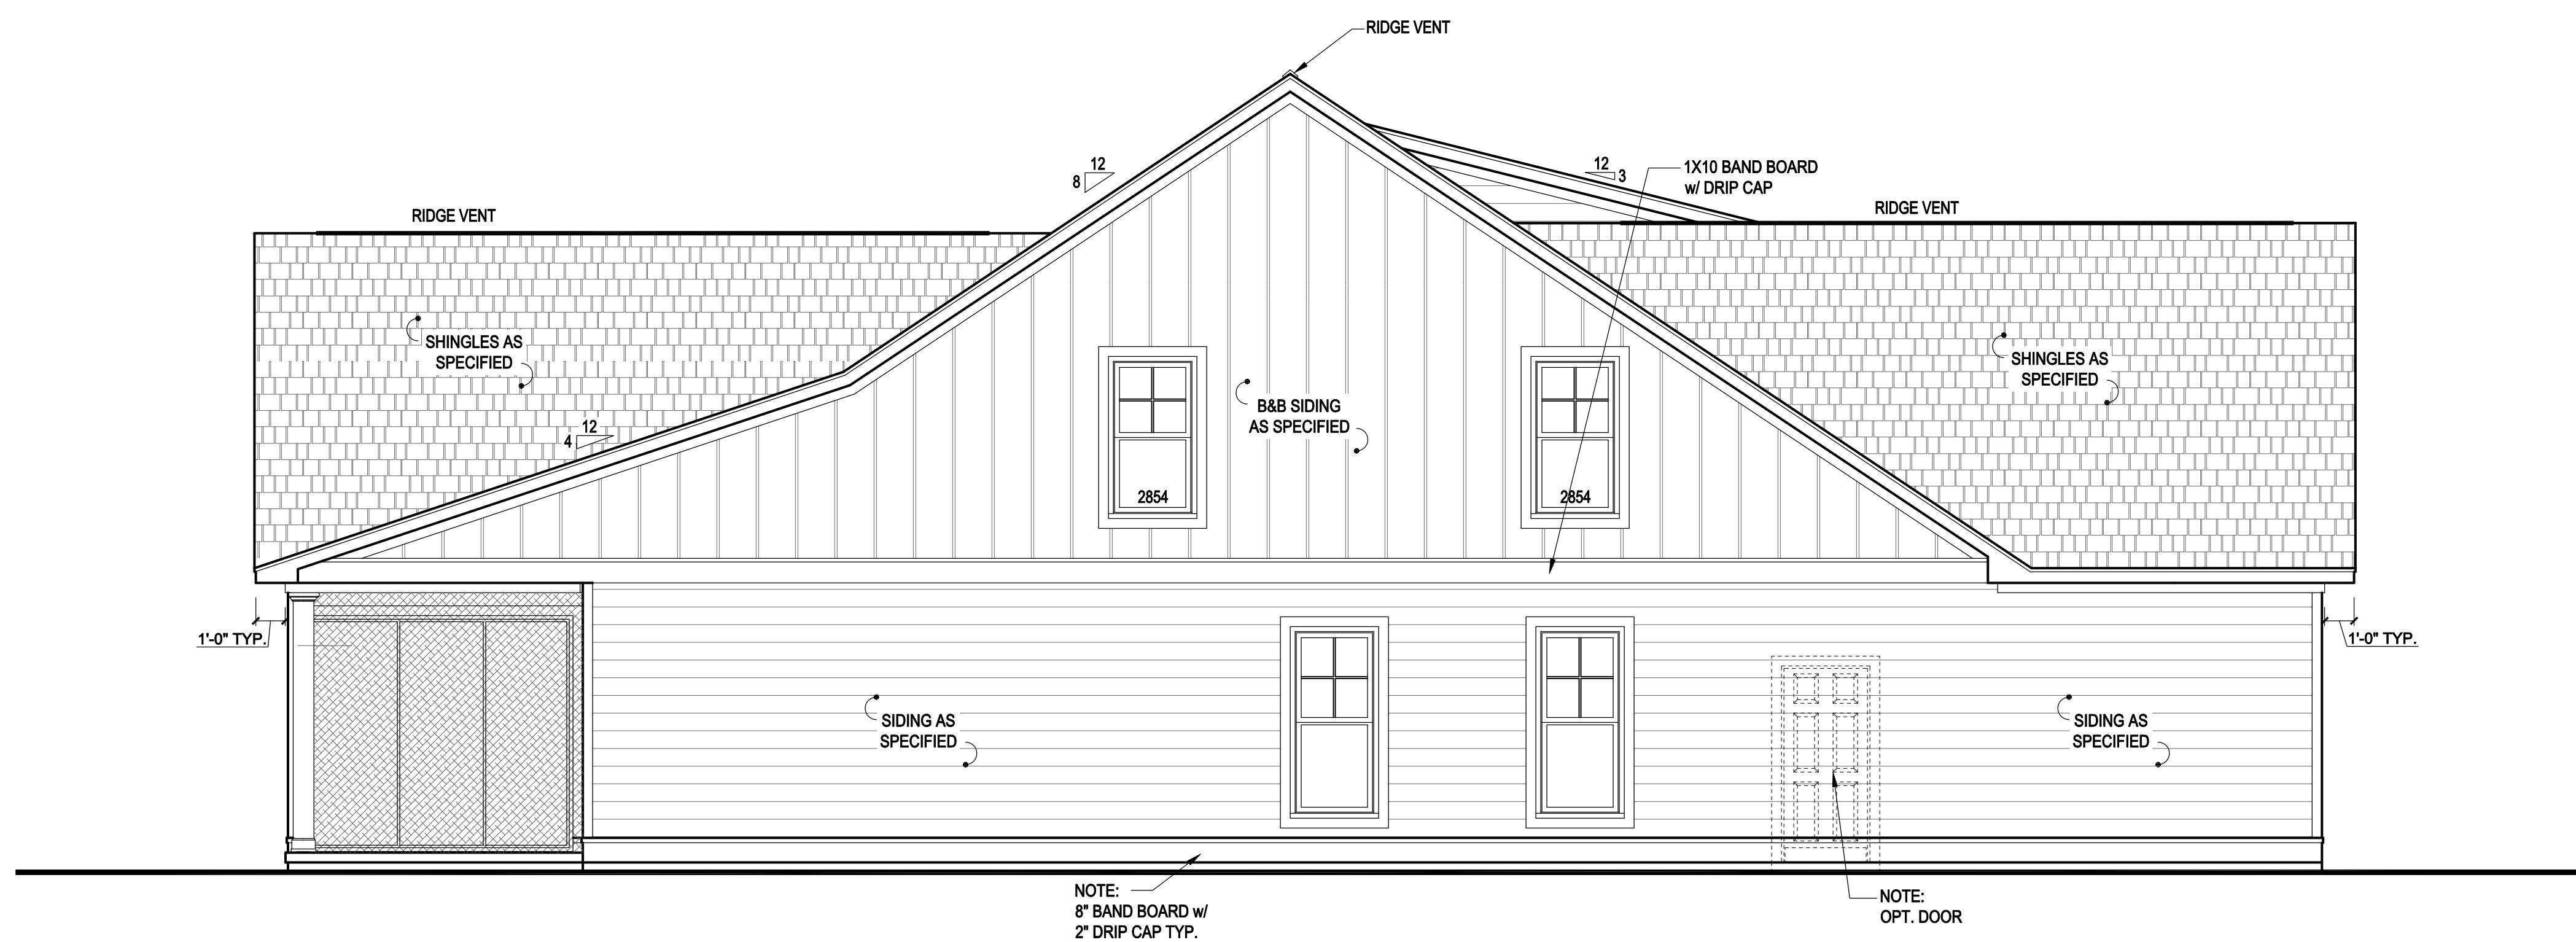 RIDGE VENT
12
8
12
3
1X10 BAND BOARD
w/ DRIP CAP
RIDGE VENT
RIDGE VENT
SHINGLES AS
SPECIFIED
SHINGLES AS
SPECIFIED
B&B SIDING
AS SPECIFIED
12
4
2854
2854
1'-0" TYP.
1'-0" TYP.
SIDING AS
SPECIFIED
SIDING AS
SPECIFIED
NOTE:
8" BAND BOARD w/
2" DRIP CAP TYP.
NOTE:
OPT. DOOR